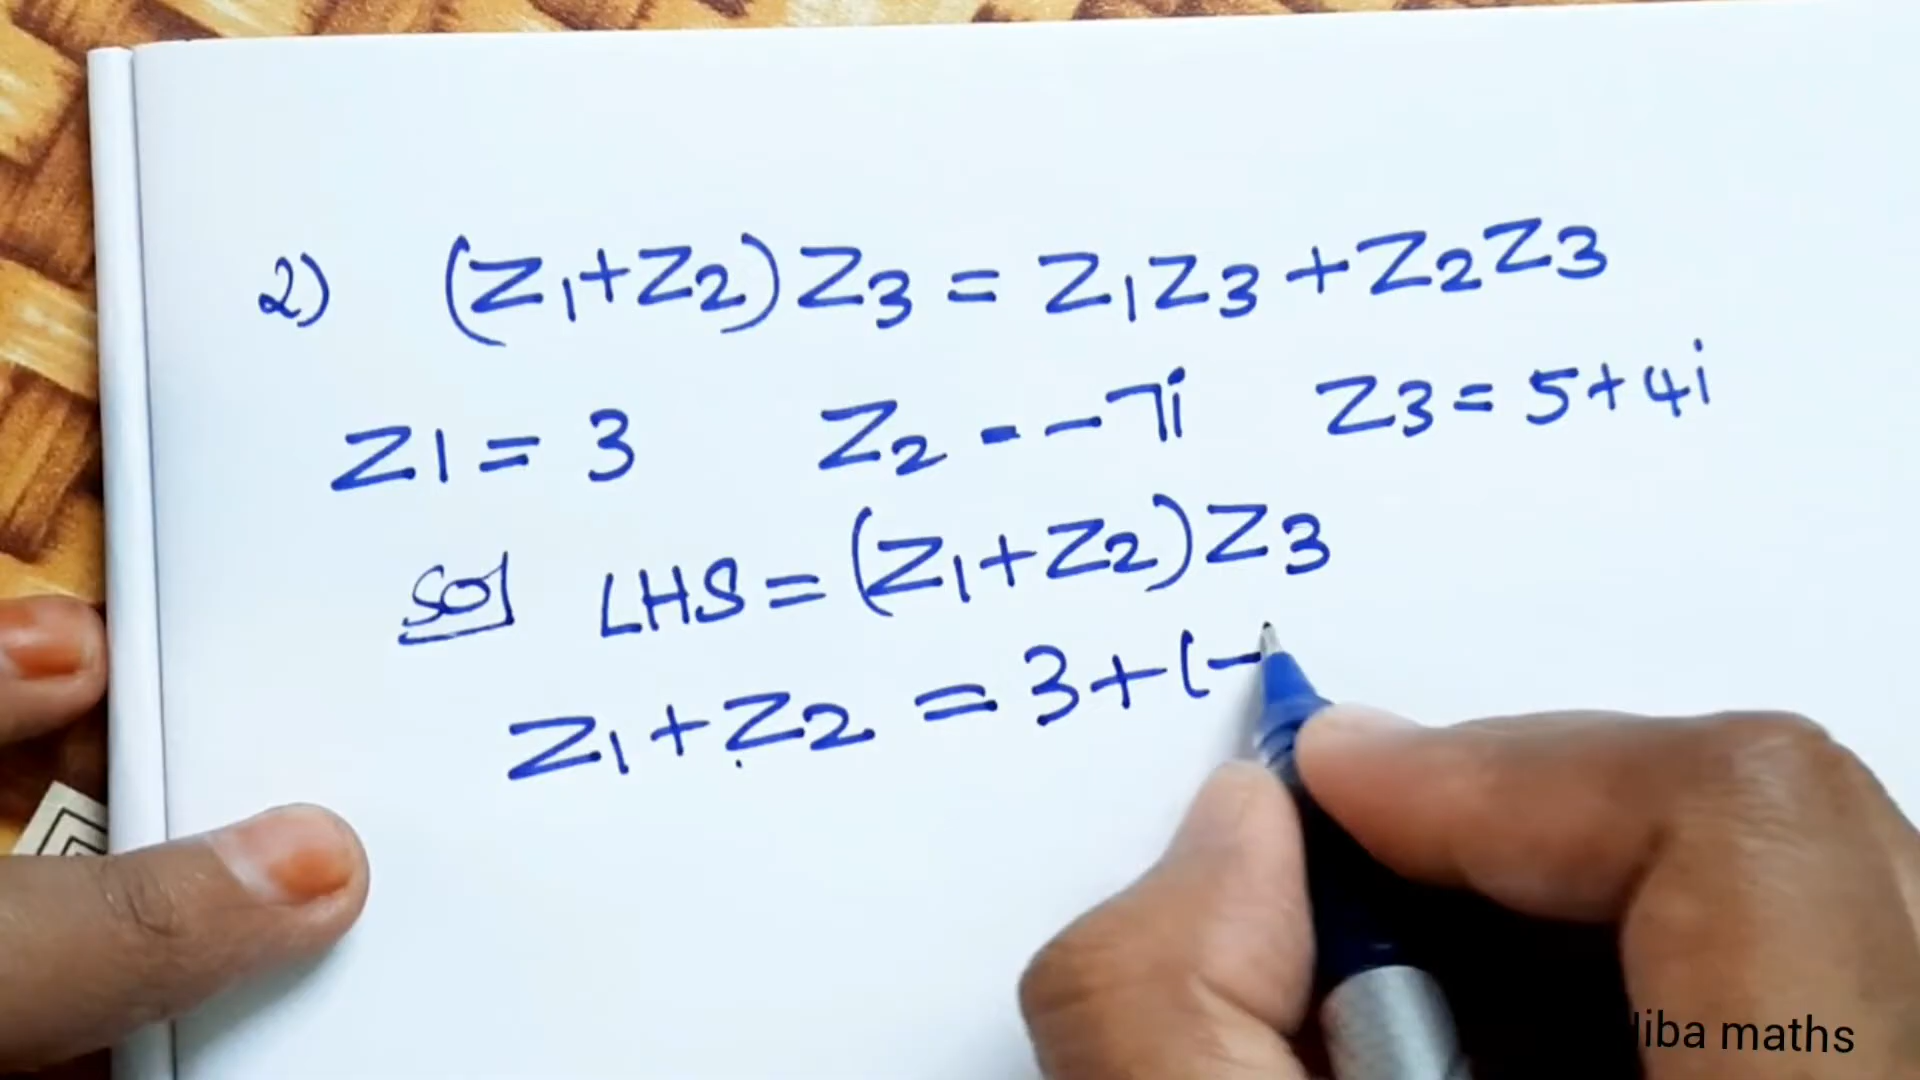 2) (Z1+Z2)Z3 = Z1Z3 + Z2Z3
Z1 = 3 Z2 = -7i Z3 = 5+4i
Sol LHS = (Z1+Z2)Z3
Z1+Z2 = 3+(-
maths